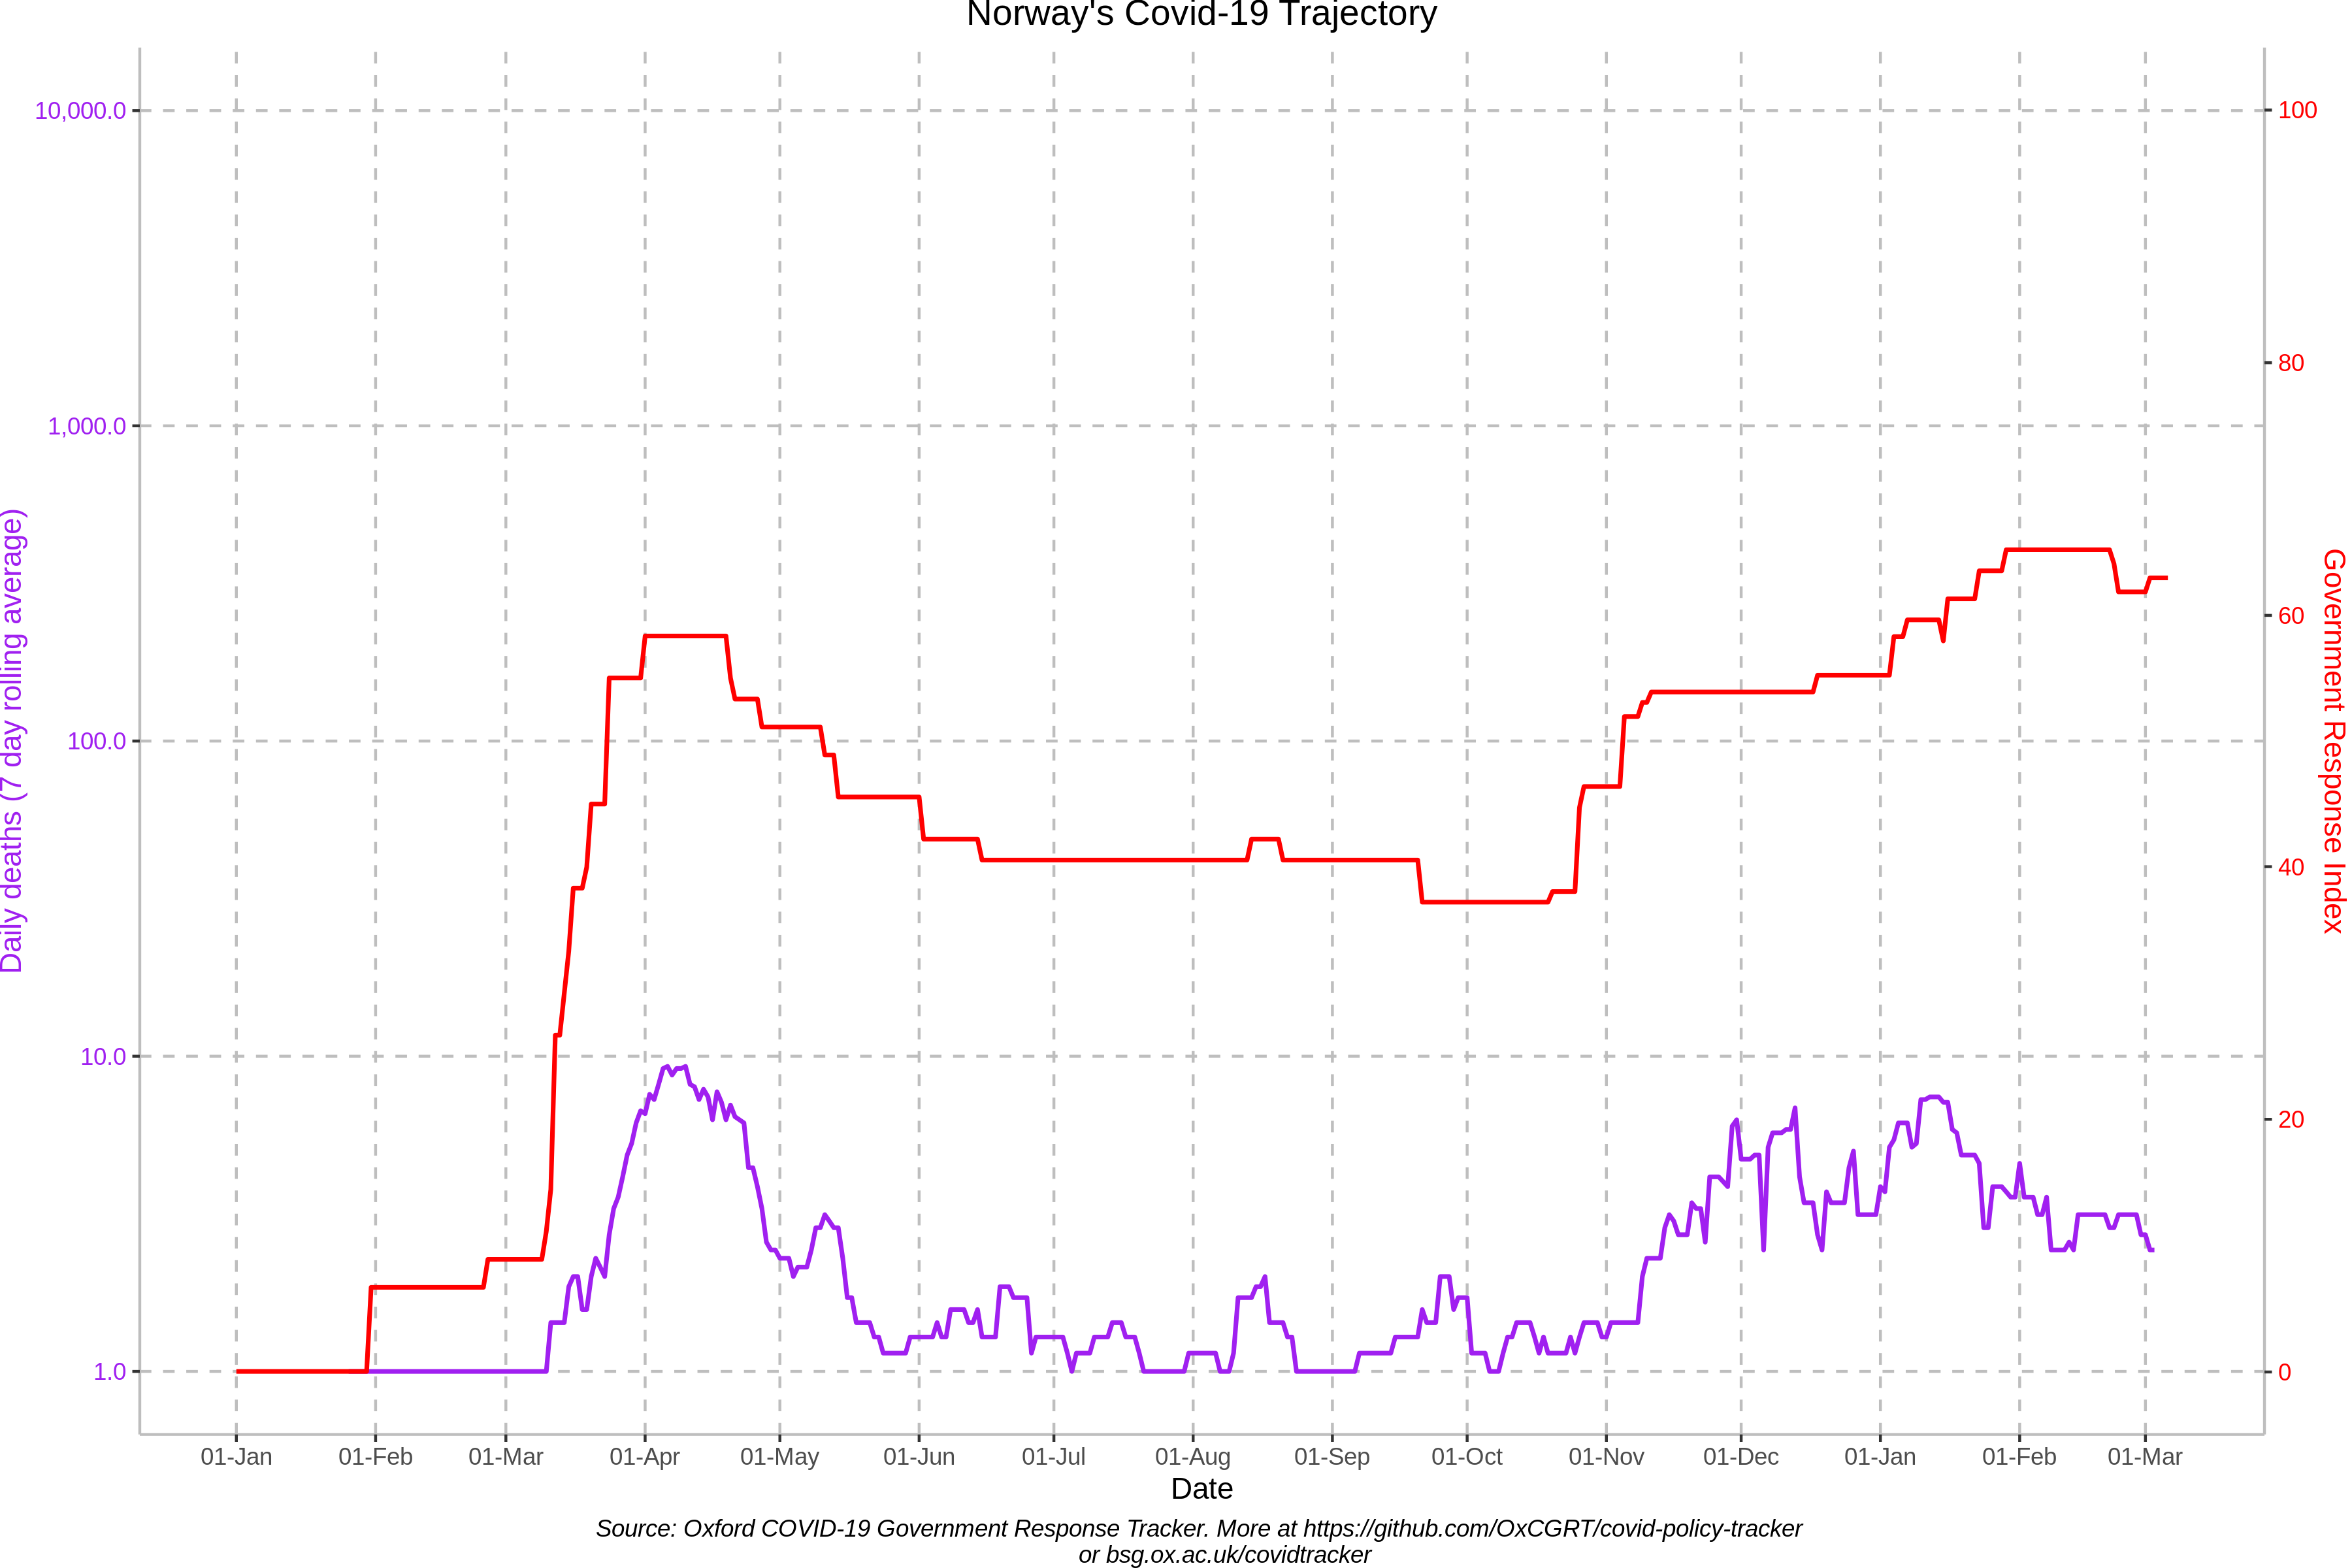 Norway's Covid-19 Trajectory
10,000.0
1,000.0
100.0
10.0
1.0
Daily deaths (7 day rolling average)
100
80
60
40
20
0
Government Response Index
01-Jan 01-Feb 01-Mar 01-Apr 01-May 01-Jun 01-Jul 01-Aug 01-Sep 01-Oct 01-Nov 01-Dec 01-Jan 01-Feb 01-Mar
Date
Source: Oxford COVID-19 Government Response Tracker. More at https://github.com/OxCGRT/covid-policy-tracker
or bsg.ox.ac.uk/covidtracker